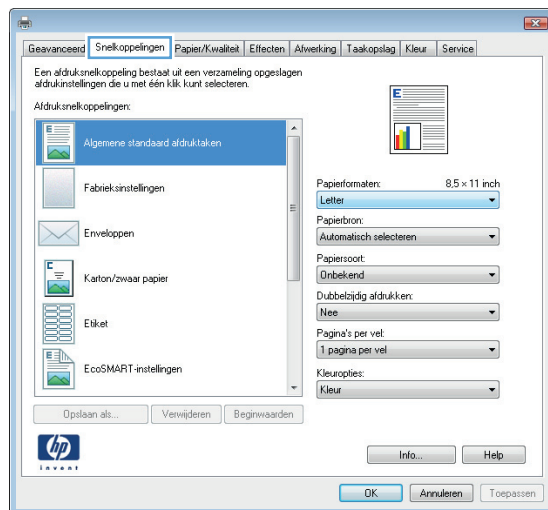 Geavanceerd Snelkoppelingen Papier/Kwaliteit Effecten Afwerking Taakopslag Kleur Service
Een afdruksnelkoppeling bestaat uit een verzameling opgeslagen
afdrukinstellingen die u met één klik kunt selecteren.
Afdruksnelkoppelingen:
Algemene standaard afdruktaken
Fabrieksinstellingen
Enveloppen
Karton/zwaar papier
Etiket
EcoSMART-instellingen
Opslaan als... Verwijderen Beginwaarden
E
Papierformaten: 8,5 × 11 inch
Letter
Papierbron:
Automatisch selecteren
Papiersoort:
Onbekend
Dubbelzijdig afdrukken:
Nee
Pagina's per vel:
1 pagina per vel
Kleuropties:
Kleur
hp
invent
Info... Help
OK Annuleren Toepassen